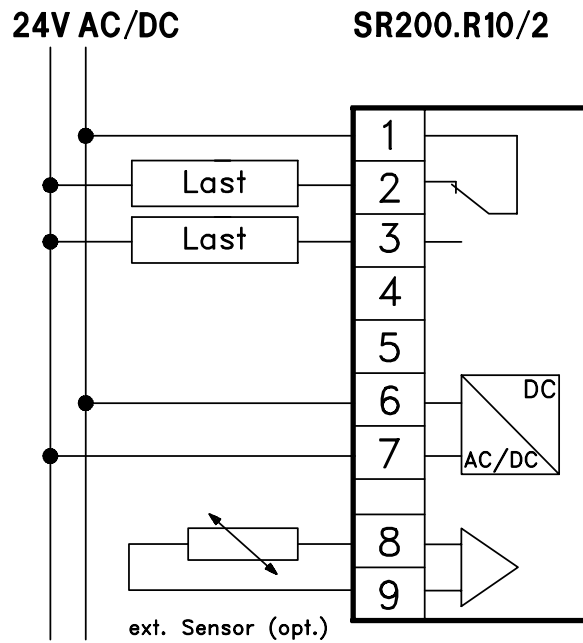 24V AC/DC SR200.R10/2
1
Last 2
Last 3
4
5
6 DC
7 AC/DC
8
9
ext. Sensor (opt.)